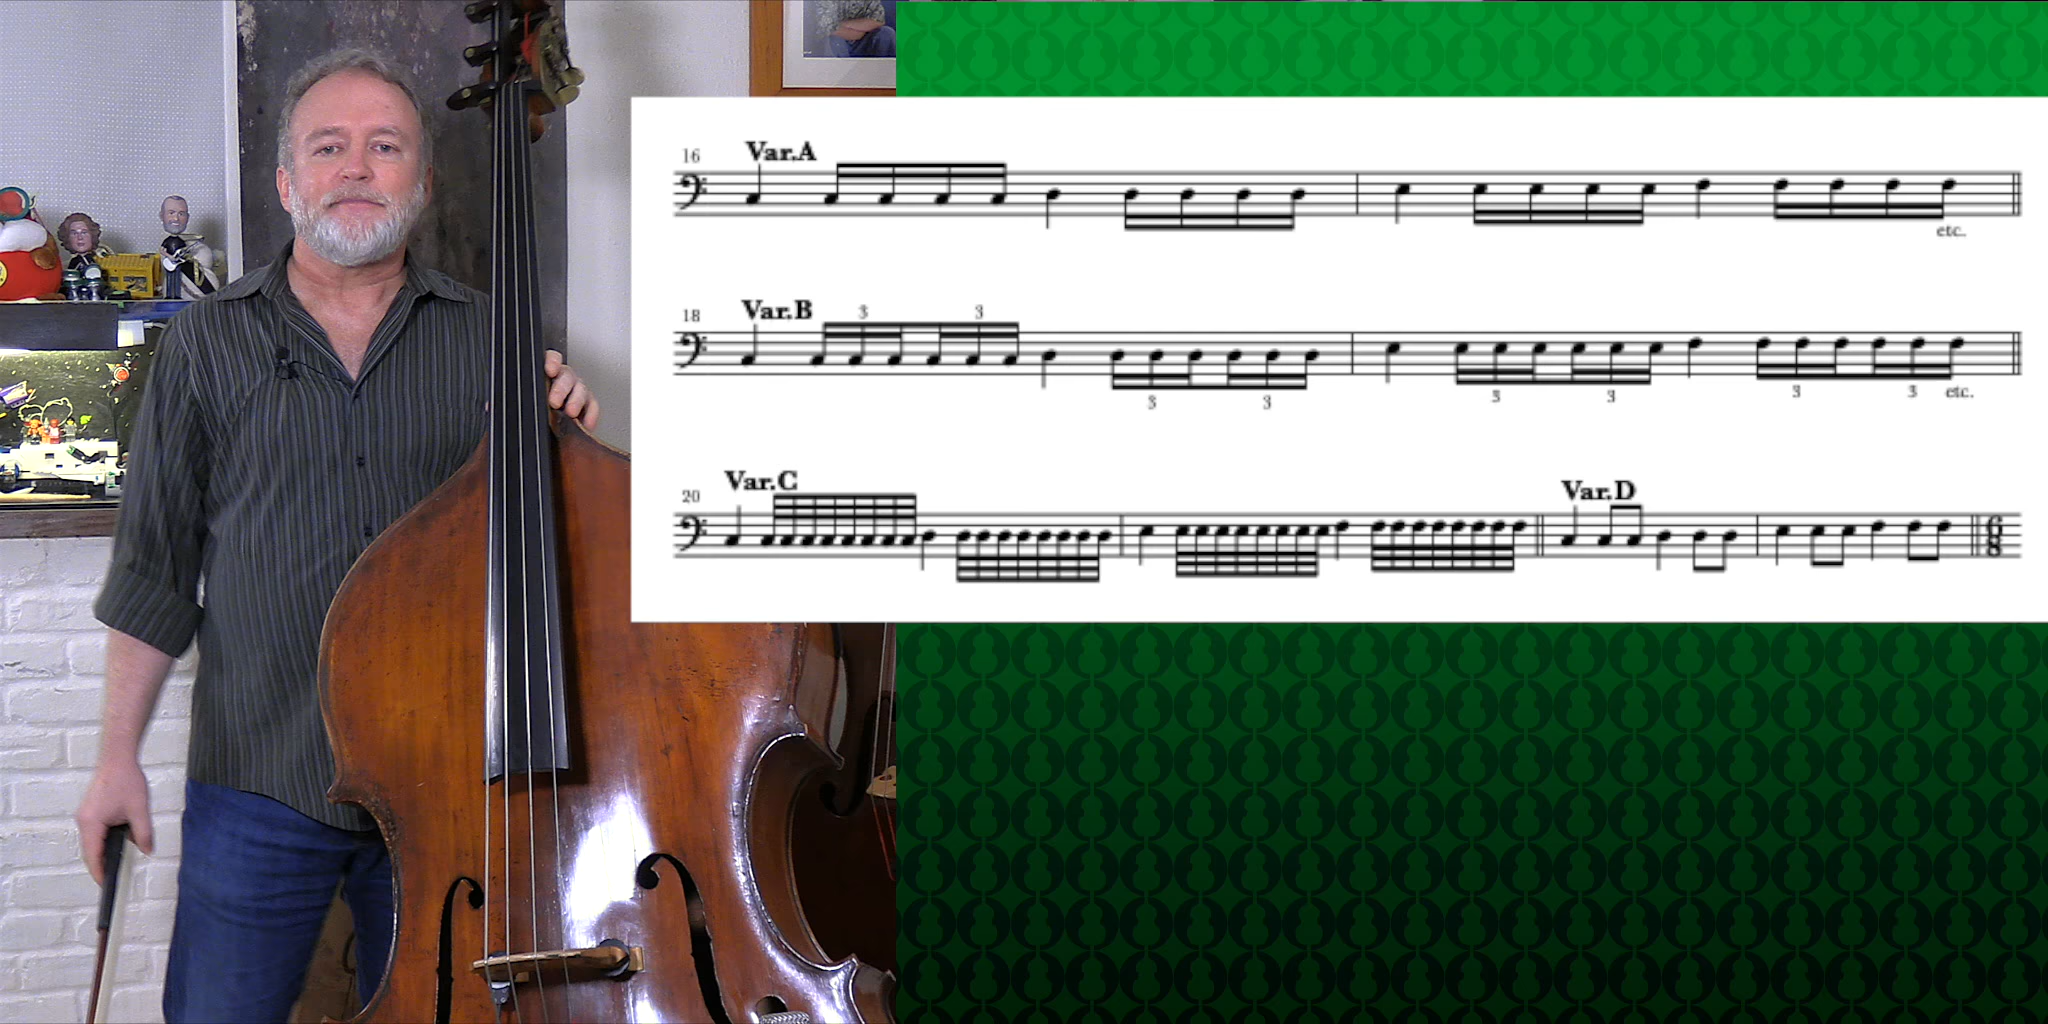 16 Var.A
etc.
18 Var.B
3 3
3 3 3 3 3 3 etc.
20 Var.C Var.D
6
8